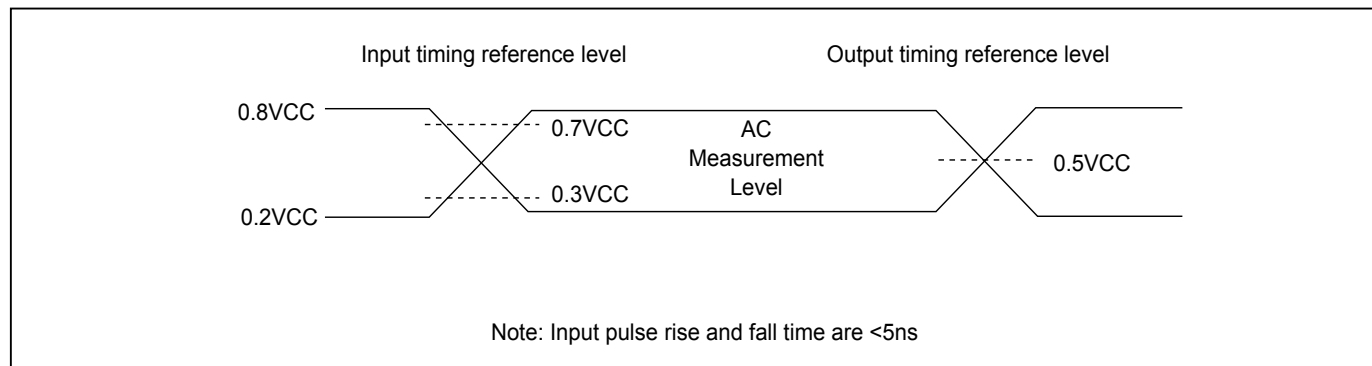 Input timing reference level
Output timing reference level
0.8VCC
0.7VCC
AC
Measurement
Level
0.5VCC
0.3VCC
0.2VCC
Note: Input pulse rise and fall time are <5ns